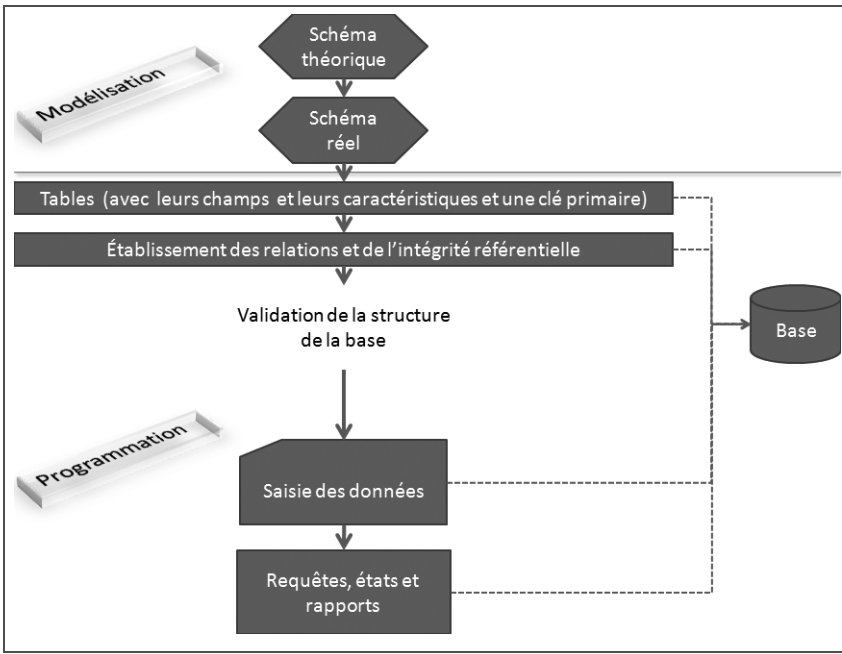 Schéma
théorique
Modélisation
Schéma
réel
Tables (avec leurs champs et leurs caractéristiques et une clé primaire)
Établissement des relations et de l'intégrité référentielle
Validation de la structure
de la base
Base
Programmation
Saisie des données
Requêtes, états et
rapports